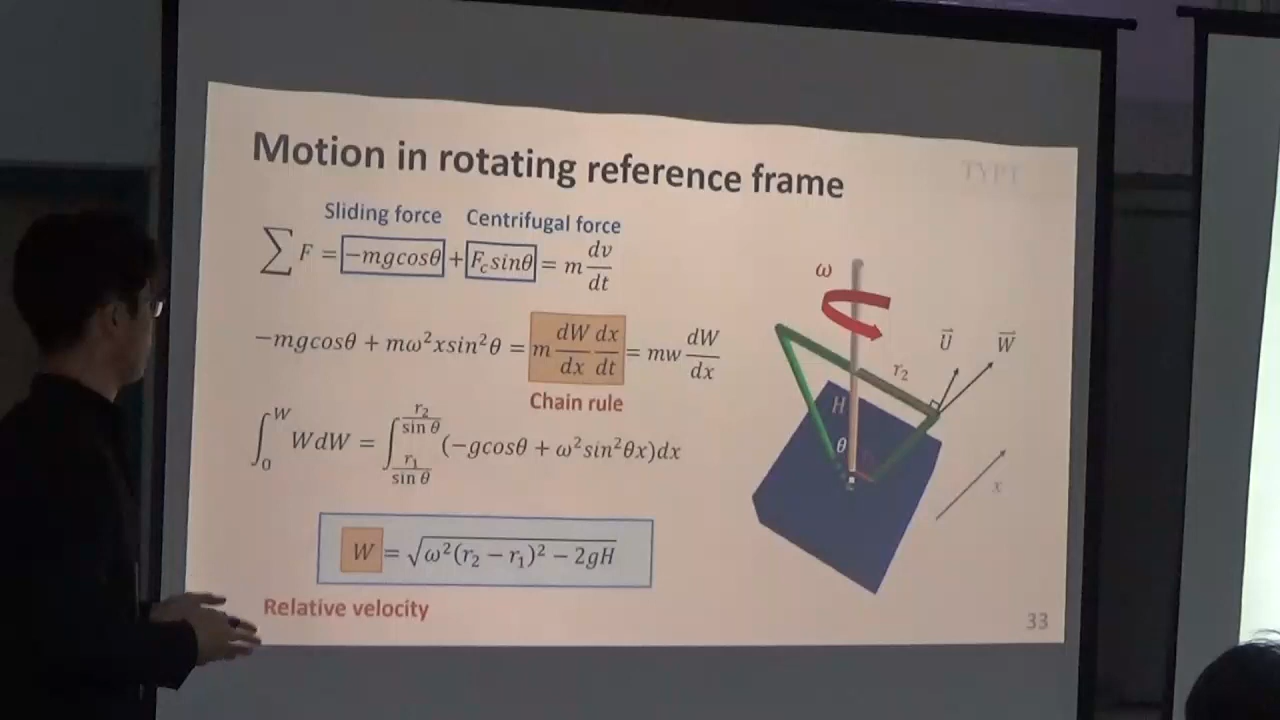 Motion in rotating reference frame
TYPT
Sliding force Centrifugal force
∑ F = −mgcosθ + F_c sinθ = m dv/dt
−mgcosθ + mω²xsin²θ = m dW/dx dx/dt = mw dW/dx
Chain rule
∫₀^W WdW = ∫_{r₁/sin θ}^{r₂/sin θ} (−gcosθ + ω²sin²θx)dx
W = √(ω²(r₂ − r₁)² − 2gH)
Relative velocity
ω
U⃗
W⃗
r₂
H
θ
x
33